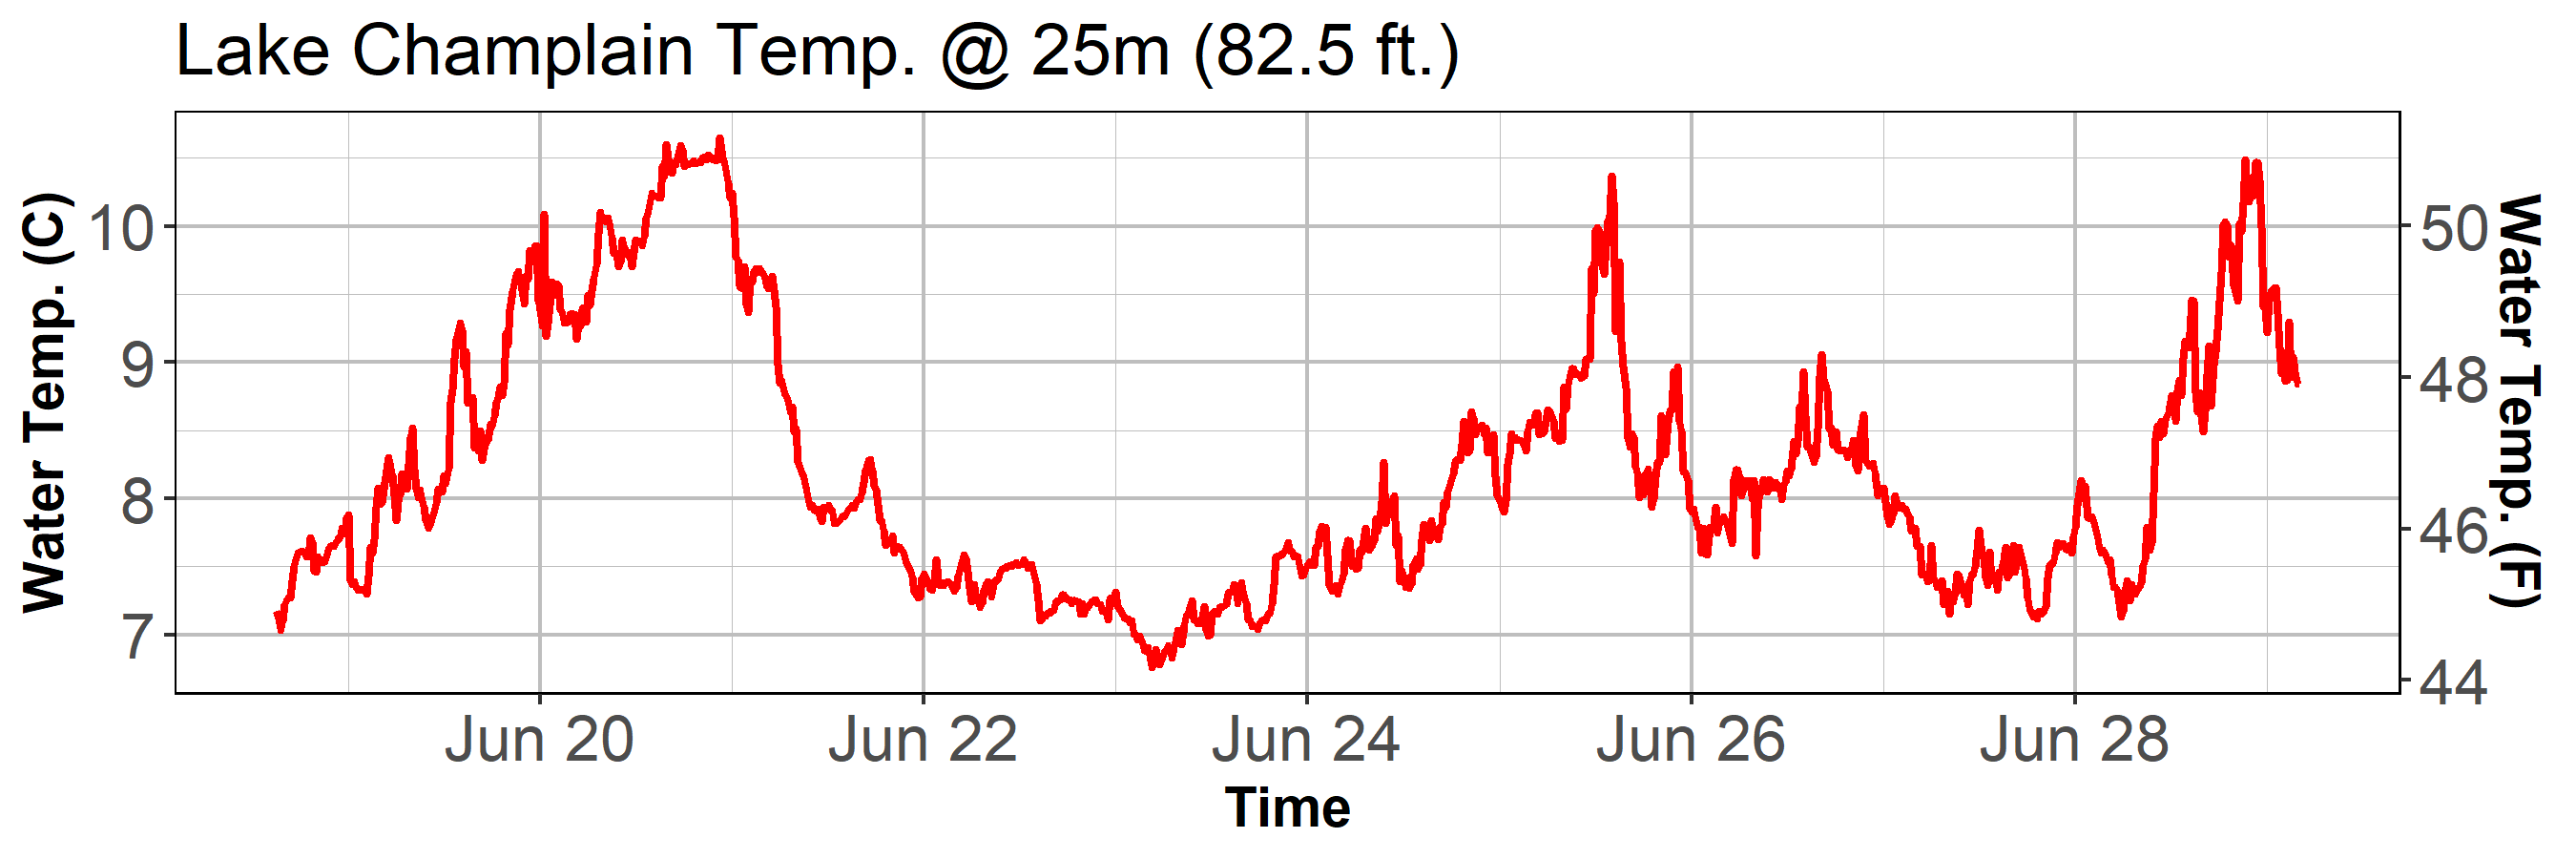 Lake Champlain Temp. @ 25m (82.5 ft.)
Water Temp. (C)
10
9
8
7
50
48
46
44
Water Temp. (F)
Jun 20
Jun 22
Jun 24
Jun 26
Jun 28
Time